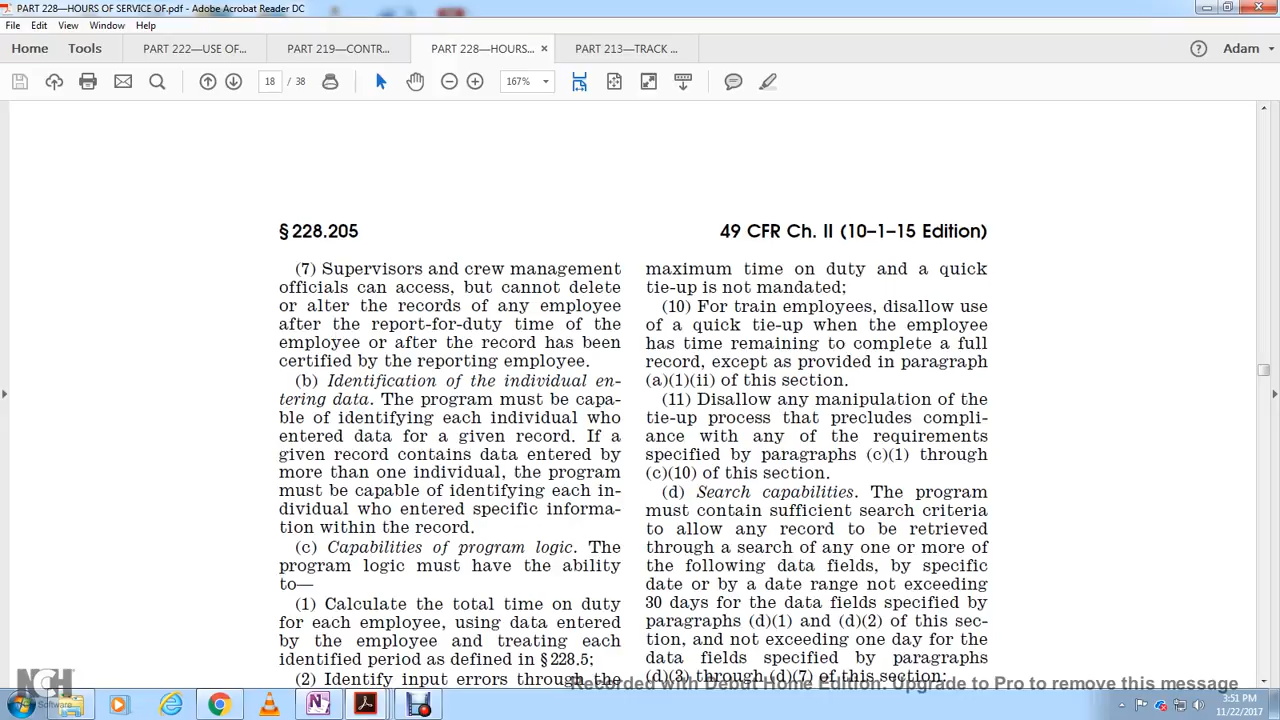 PART 228—HOURS OF SERVICE OF.pdf - Adobe Acrobat Reader DC
File Edit View Window Help
Home Tools PART 222—USE OF... PART 219—CONTR... PART 228—HOURS... × PART 213—TRACK ... Adam
18 / 38 167%
§ 228.205
49 CFR Ch. II (10–1–15 Edition)
(7) Supervisors and crew management
officials can access, but cannot delete
or alter the records of any employee
after the report-for-duty time of the
employee or after the record has been
certified by the reporting employee.
(b) Identification of the individual en-
tering data. The program must be capa-
ble of identifying each individual who
entered data for a given record. If a
given record contains data entered by
more than one individual, the program
must be capable of identifying each in-
dividual who entered specific informa-
tion within the record.
(c) Capabilities of program logic. The
program logic must have the ability
to—
(1) Calculate the total time on duty
for each employee, using data entered
by the employee and treating each
identified period as defined in § 228.5;
(2) Identify input errors through the
maximum time on duty and a quick
tie-up is not mandated;
(10) For train employees, disallow use
of a quick tie-up when the employee
has time remaining to complete a full
record, except as provided in paragraph
(a)(1)(ii) of this section.
(11) Disallow any manipulation of the
tie-up process that precludes compli-
ance with any of the requirements
specified by paragraphs (c)(1) through
(c)(10) of this section.
(d) Search capabilities. The program
must contain sufficient search criteria
to allow any record to be retrieved
through a search of any one or more of
the following data fields, by specific
date or by a date range not exceeding
30 days for the data fields specified by
paragraphs (d)(1) and (d)(2) of this sec-
tion, and not exceeding one day for the
data fields specified by paragraphs
(d)(3) through (d)(7) of this section:
Recorded with Debut Home Edition: Upgrade to Pro to remove this message
NCH
Software
3:51 PM
11/22/2017